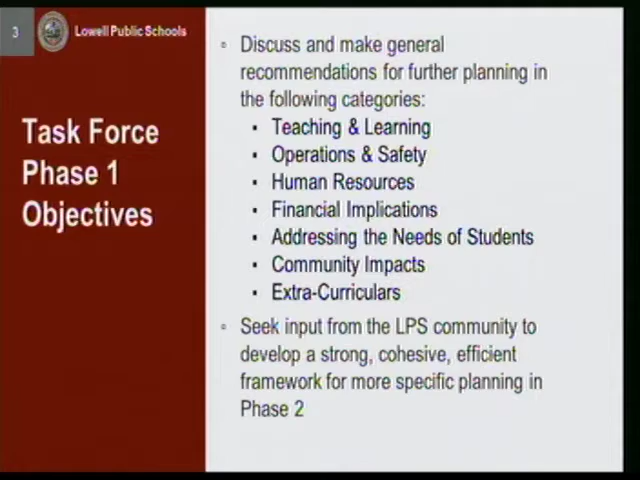 3
Lowell Public Schools
Task Force
Phase 1
Objectives
▫ Discuss and make general
recommendations for further planning in
the following categories:
▪ Teaching & Learning
▪ Operations & Safety
▪ Human Resources
▪ Financial Implications
▪ Addressing the Needs of Students
▪ Community Impacts
▪ Extra-Curriculars
▫ Seek input from the LPS community to
develop a strong, cohesive, efficient
framework for more specific planning in
Phase 2